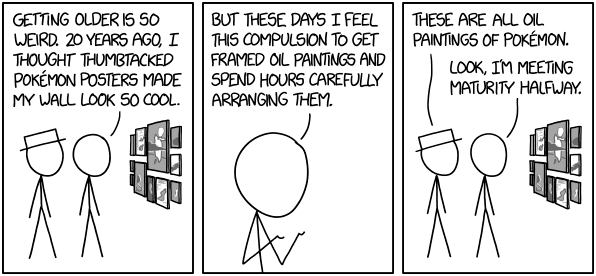 GETTING OLDER IS SO
WEIRD. 20 YEARS AGO, I
THOUGHT THUMBTACKED
POKÉMON POSTERS MADE
MY WALL LOOK SO COOL.
BUT THESE DAYS I FEEL
THIS COMPULSION TO GET
FRAMED OIL PAINTINGS AND
SPEND HOURS CAREFULLY
ARRANGING THEM.
THESE ARE ALL OIL
PAINTINGS OF POKÉMON.
LOOK, I'M MEETING
MATURITY HALFWAY.